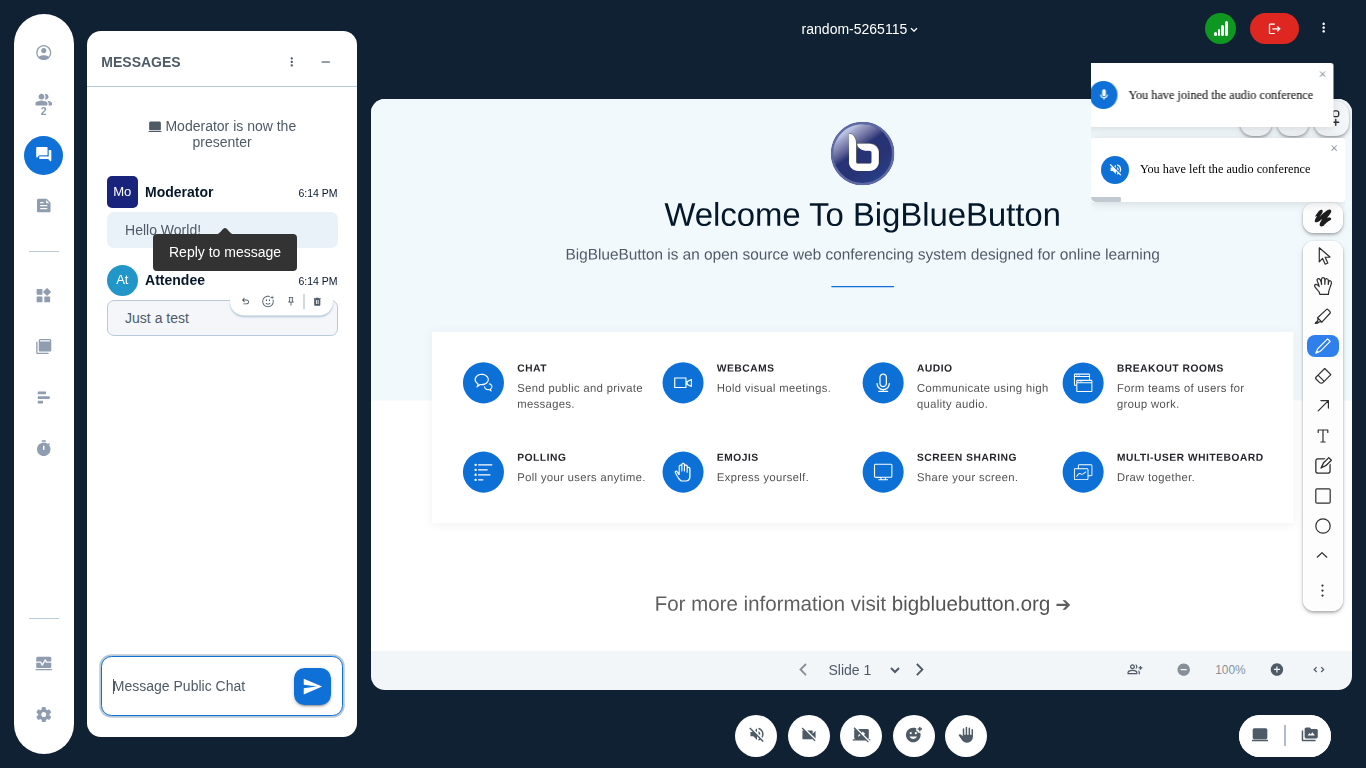 random-5265115
2
MESSAGES
Moderator is now the
presenter
Mo
Moderator
6:14 PM
Hello World!
Reply to message
At
Attendee
6:14 PM
Just a test
Message Public Chat
You have joined the audio conference
You have left the audio conference
b
Welcome To BigBlueButton
BigBlueButton is an open source web conferencing system designed for online learning
CHAT
Send public and private
messages.
WEBCAMS
Hold visual meetings.
AUDIO
Communicate using high
quality audio.
BREAKOUT ROOMS
Form teams of users for
group work.
POLLING
Poll your users anytime.
EMOJIS
Express yourself.
SCREEN SHARING
Share your screen.
MULTI-USER WHITEBOARD
Draw together.
For more information visit bigbluebutton.org ➔
Slide 1
100%